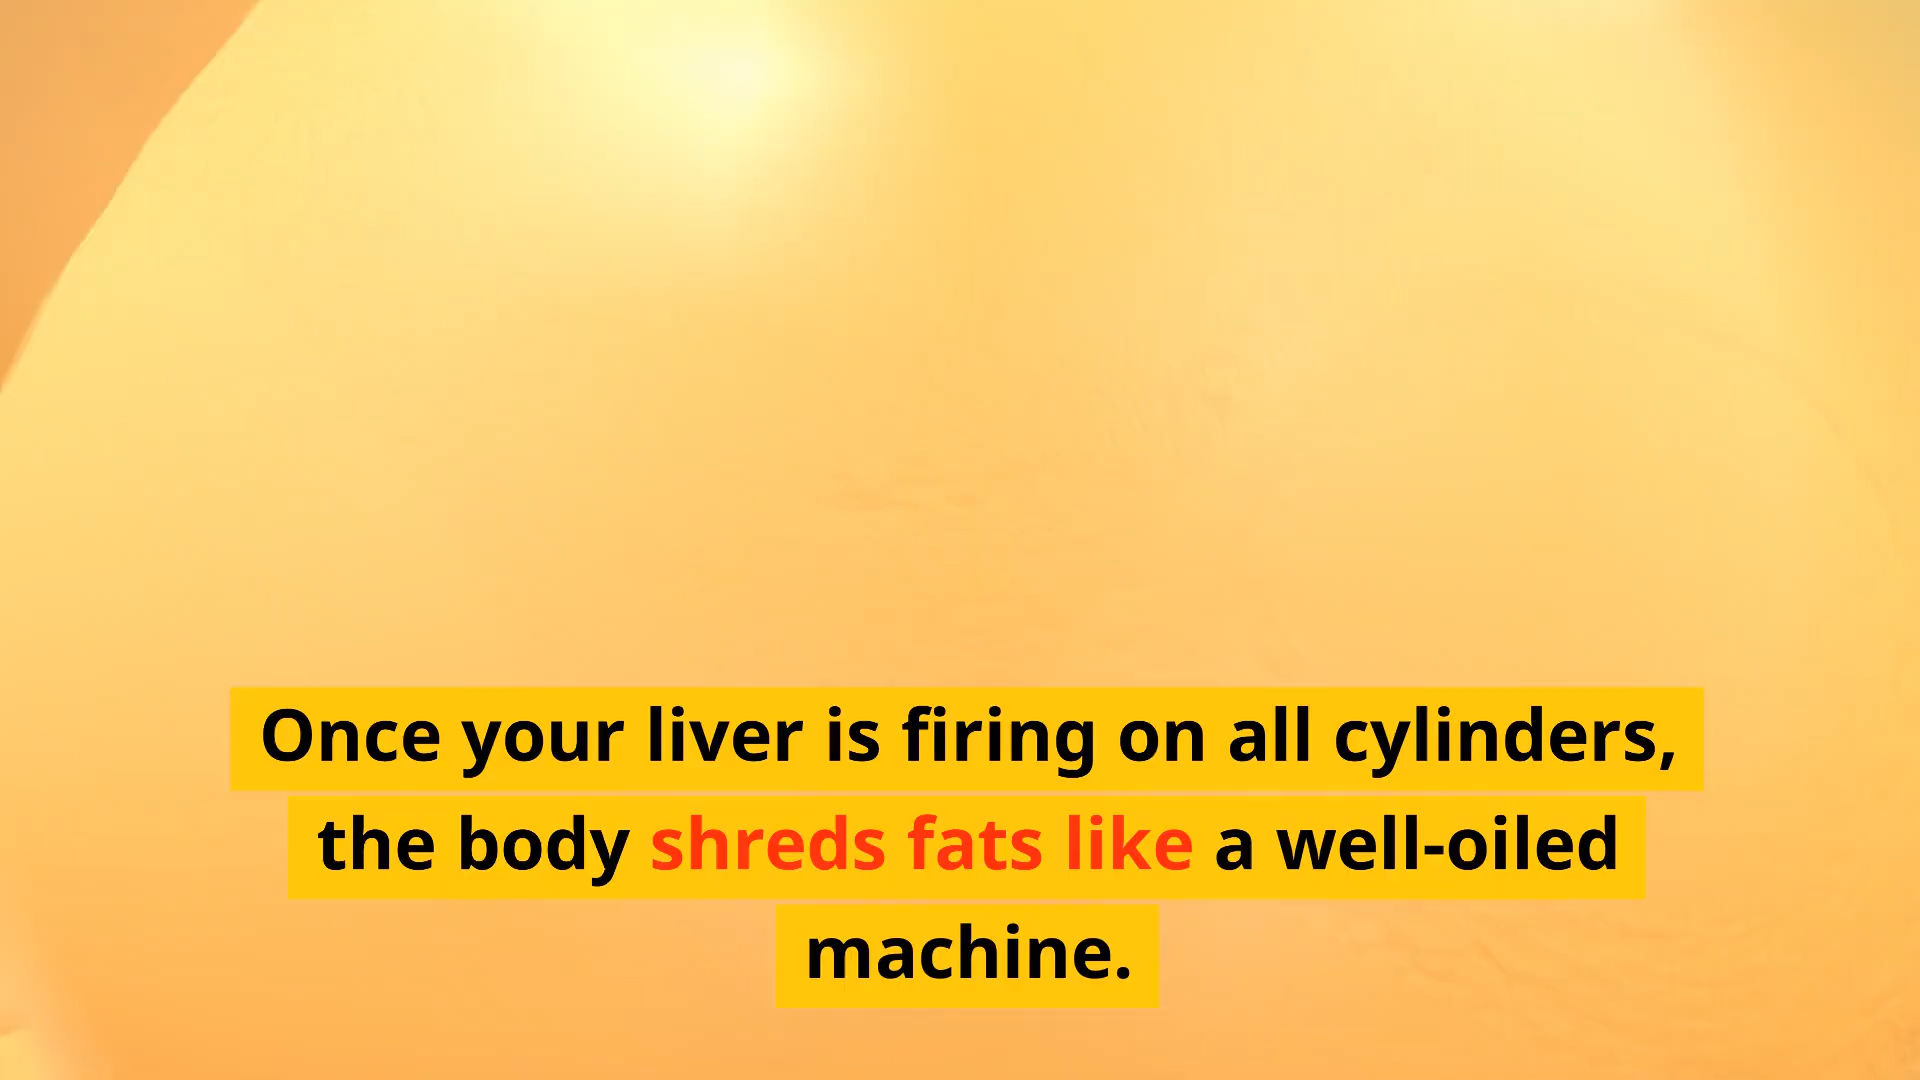 Once your liver is firing on all cylinders,
the body shreds fats like a well-oiled
machine.